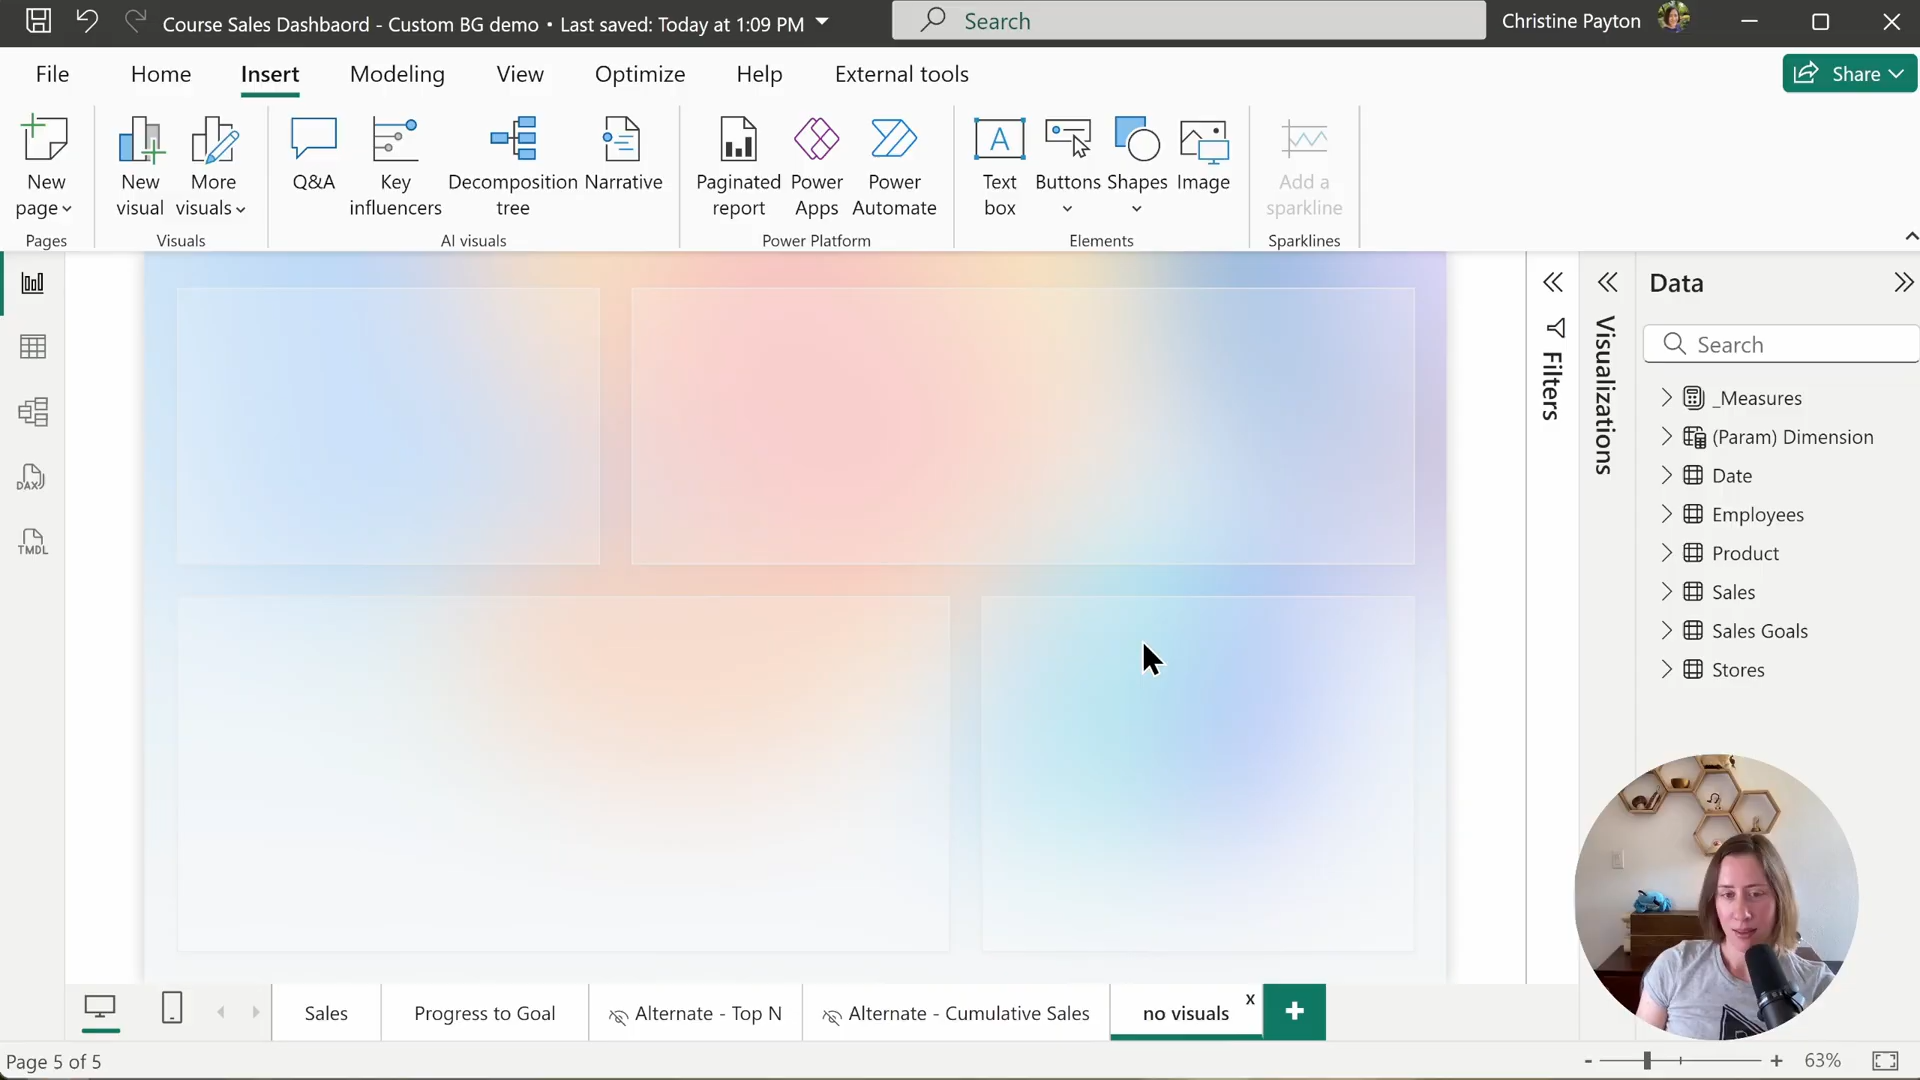 Course Sales Dashbaord - Custom BG demo • Last saved: Today at 1:09 PM
Search
Christine Payton
File Home Insert Modeling View Optimize Help External tools
Share
New page
New visual
More visuals
Q&A
Key influencers
Decomposition tree
Narrative
Paginated report
Power Apps
Power Automate
Text box
Buttons
Shapes
Image
Add a sparkline
Pages
Visuals
AI visuals
Power Platform
Elements
Sparklines
DAX
TMDL
Filters
Visualizations
Data
Search
_Measures
(Param) Dimension
Date
Employees
Product
Sales
Sales Goals
Stores
Sales
Progress to Goal
Alternate - Top N
Alternate - Cumulative Sales
no visuals
x
Page 5 of 5
63%